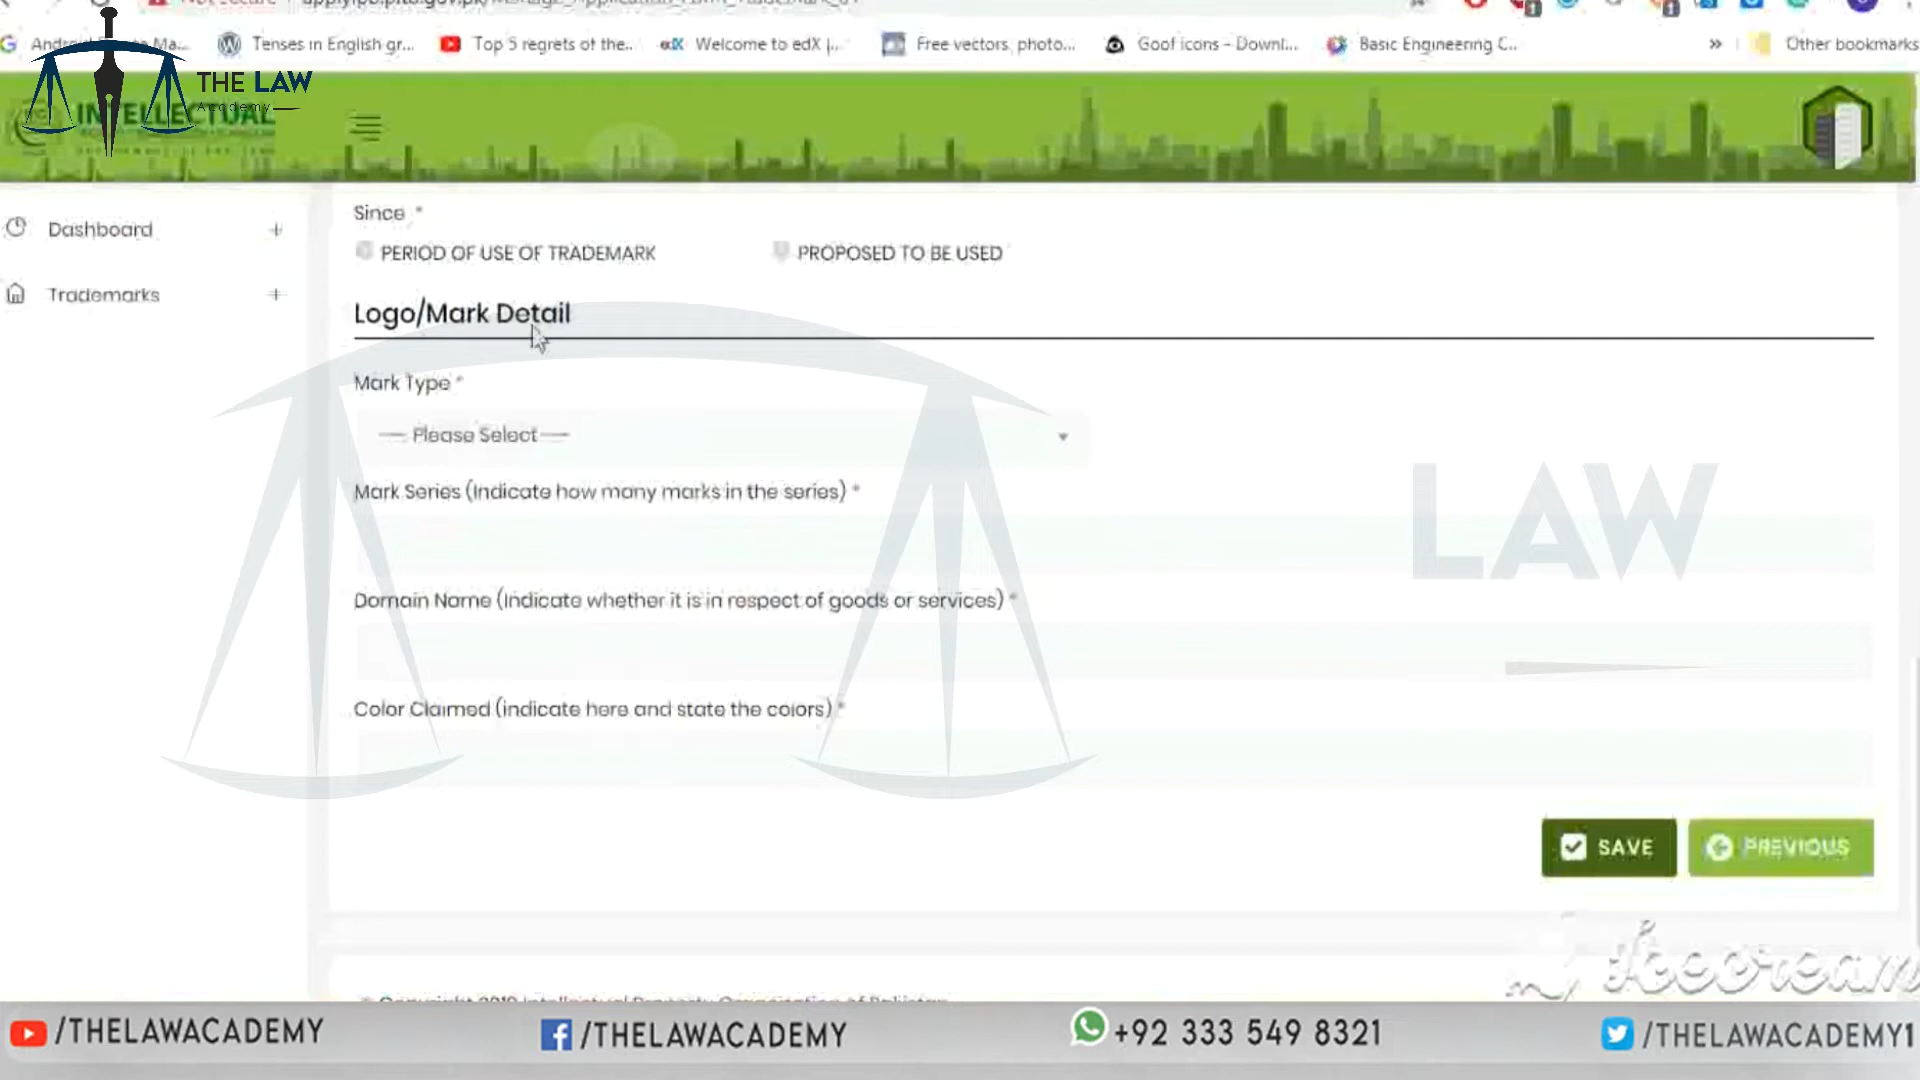 Tenses in English gr...
Top 5 regrets of the..
Welcome to edX |...
Free vectors, photo...
Goof icons - Downl...
Basic Engineering C...
»
Other bookmarks
THE LAW
Academy
INTELLECTUAL
Dashboard +
Trademarks +
Since *
PERIOD OF USE OF TRADEMARK
PROPOSED TO BE USED
Logo/Mark Detail
Mark Type *
— Please Select —
Mark Series (Indicate how many marks in the series) *
Domain Name (Indicate whether it is in respect of goods or services) *
Color Claimed (indicate here and state the colors) *
LAW
SAVE
PREVIOUS
Icecream
/THELAWACADEMY
/THELAWACADEMY
+92 333 549 8321
/THELAWACADEMY1